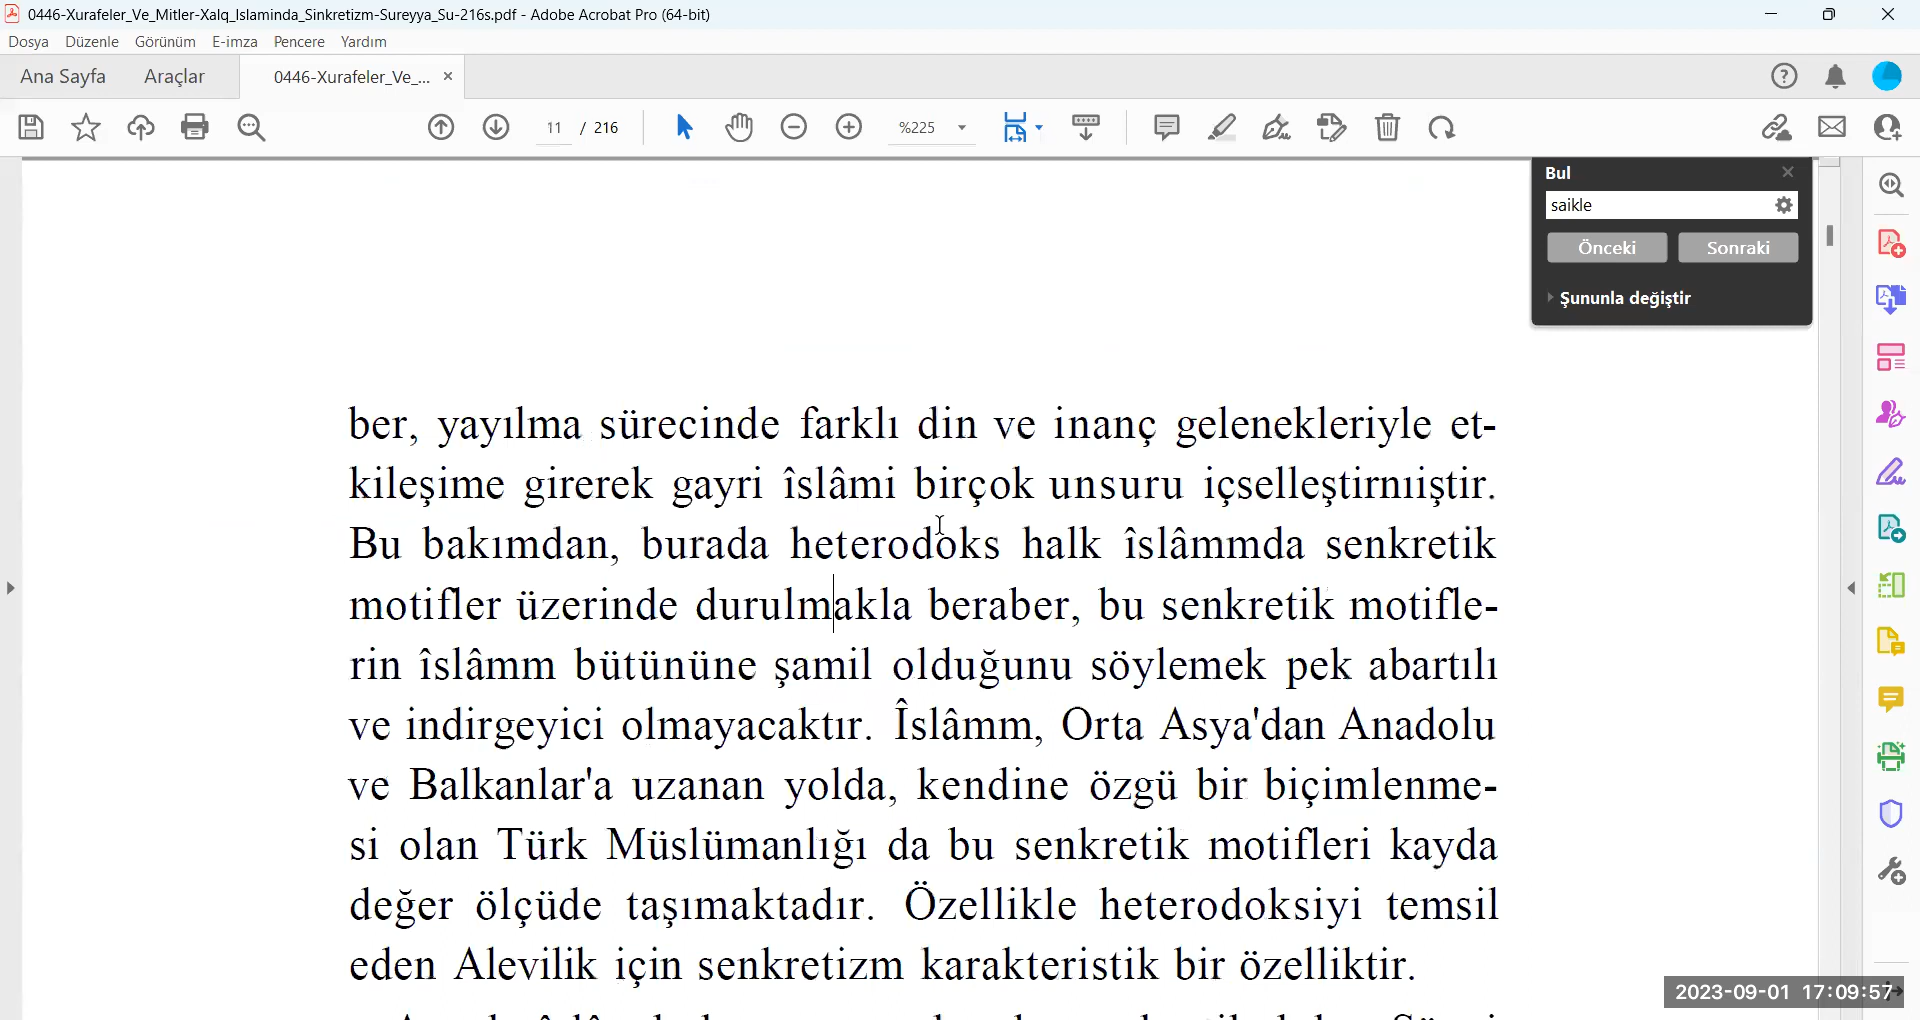 0446-Xurafeler_Ve_Mitler-Xalq_Islaminda_Sinkretizm-Sureyya_Su-216s.pdf - Adobe Acrobat Pro (64-bit)
Dosya Düzenle Görünüm E-imza Pencere Yardım
Ana Sayfa Araçlar 0446-Xurafeler_Ve_...
11 / 216 %225
Bul
saikle
Önceki Sonraki
Şununla değiştir
ber, yayılma sürecinde farklı din ve inanç gelenekleriyle et-
kileşime girerek gayri îslâmi birçok unsuru içselleştirnıiştir.
Bu bakımdan, burada heterodoks halk îslâmmda senkretik
motifler üzerinde durulmakla beraber, bu senkretik motifle-
rin îslâmm bütününe şamil olduğunu söylemek pek abartılı
ve indirgeyici olmayacaktır. Îslâmm, Orta Asya'dan Anadolu
ve Balkanlar'a uzanan yolda, kendine özgü bir biçimlenme-
si olan Türk Müslümanlığı da bu senkretik motifleri kayda
değer ölçüde taşımaktadır. Özellikle heterodoksiyi temsil
eden Alevilik için senkretizm karakteristik bir özelliktir.
2023-09-01 17:09:57